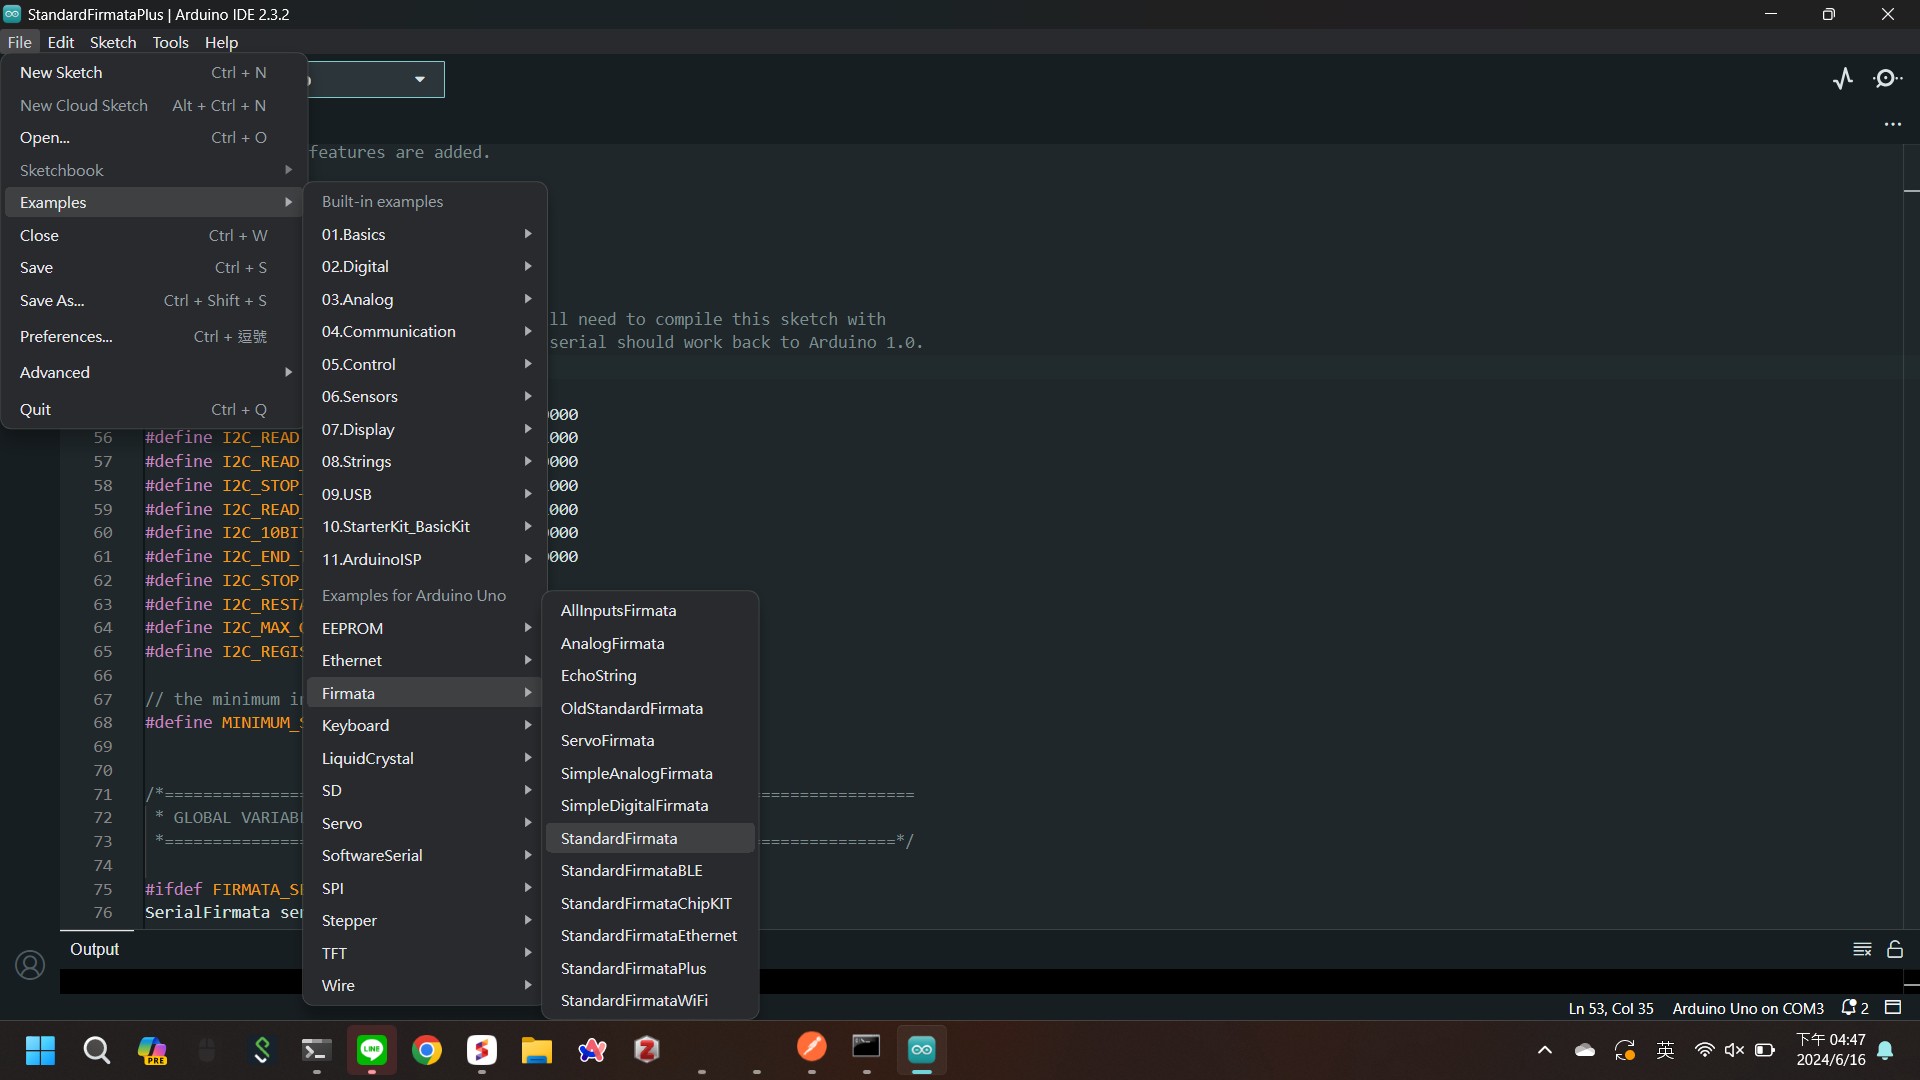 StandardFirmataPlus | Arduino IDE 2.3.2
File Edit Sketch Tools Help
New Sketch Ctrl + N
New Cloud Sketch Alt + Ctrl + N
Open... Ctrl + O
Sketchbook
Examples
Close Ctrl + W
Save Ctrl + S
Save As... Ctrl + Shift + S
Preferences... Ctrl + 逗號
Advanced
Quit Ctrl + Q
Built-in examples
01.Basics
02.Digital
03.Analog
04.Communication
05.Control
06.Sensors
07.Display
08.Strings
09.USB
10.StarterKit_BasicKit
11.ArduinoISP
Examples for Arduino Uno
EEPROM
Ethernet
Firmata
Keyboard
LiquidCrystal
SD
Servo
SoftwareSerial
SPI
Stepper
TFT
Wire
AllInputsFirmata
AnalogFirmata
EchoString
OldStandardFirmata
ServoFirmata
SimpleAnalogFirmata
SimpleDigitalFirmata
StandardFirmata
StandardFirmataBLE
StandardFirmataChipKIT
StandardFirmataEthernet
StandardFirmataPlus
StandardFirmataWiFi
features are added.
ll need to compile this sketch with
serial should work back to Arduino 1.0.
000
56 #define I2C_READ 000
57 #define I2C_READ_ 000
58 #define I2C_STOP_ 000
59 #define I2C_READ_ 000
60 #define I2C_10BIT 000
61 #define I2C_END_ 000
62 #define I2C_STOP_
63 #define I2C_RESTA
64 #define I2C_MAX_
65 #define I2C_REGIS
66
67 // the minimum in
68 #define MINIMUM_S
69
70
71 /*==============================
72 * GLOBAL VARIAB
73 *==============================*/
74
75 #ifdef FIRMATA_SE
76 SerialFirmata ser
Output
Ln 53, Col 35 Arduino Uno on COM3 2
PRE
LINE
英
下午 04:47
2024/6/16